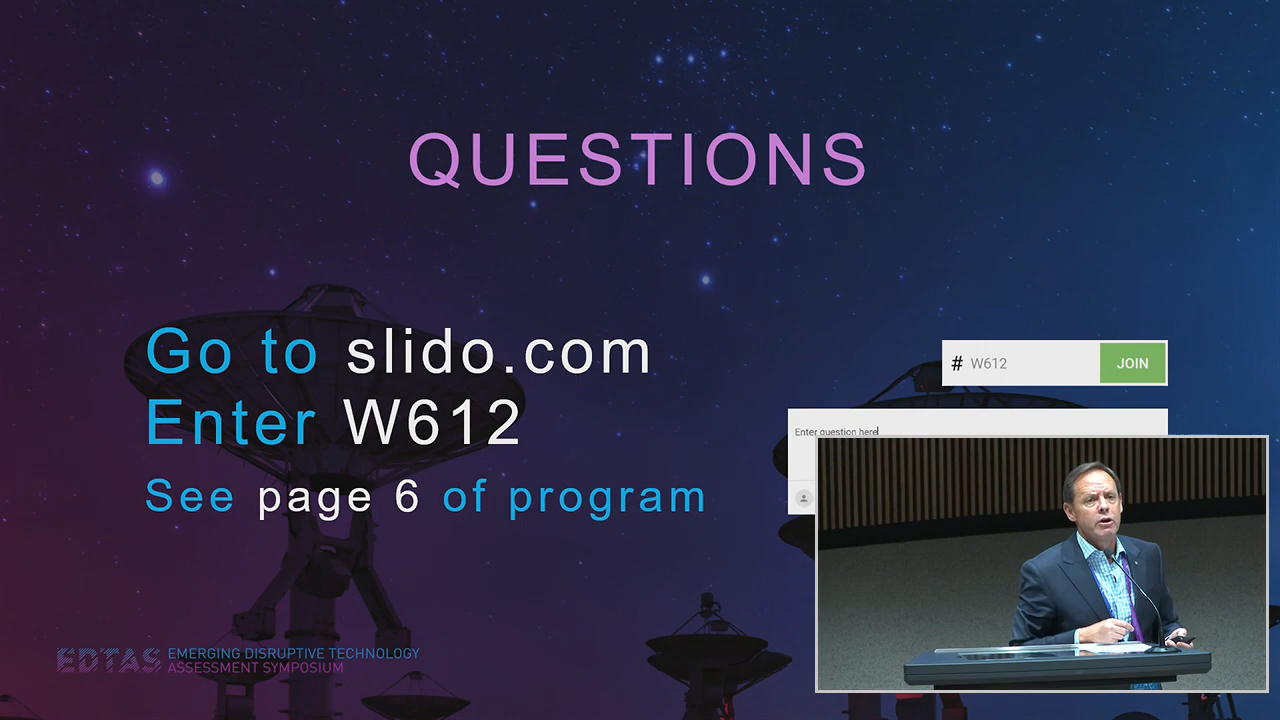 QUESTIONS
Go to slido.com
Enter W612
See page 6 of program
# W612 JOIN
Enter question here
EDTAS EMERGING DISRUPTIVE TECHNOLOGY
ASSESSMENT SYMPOSIUM